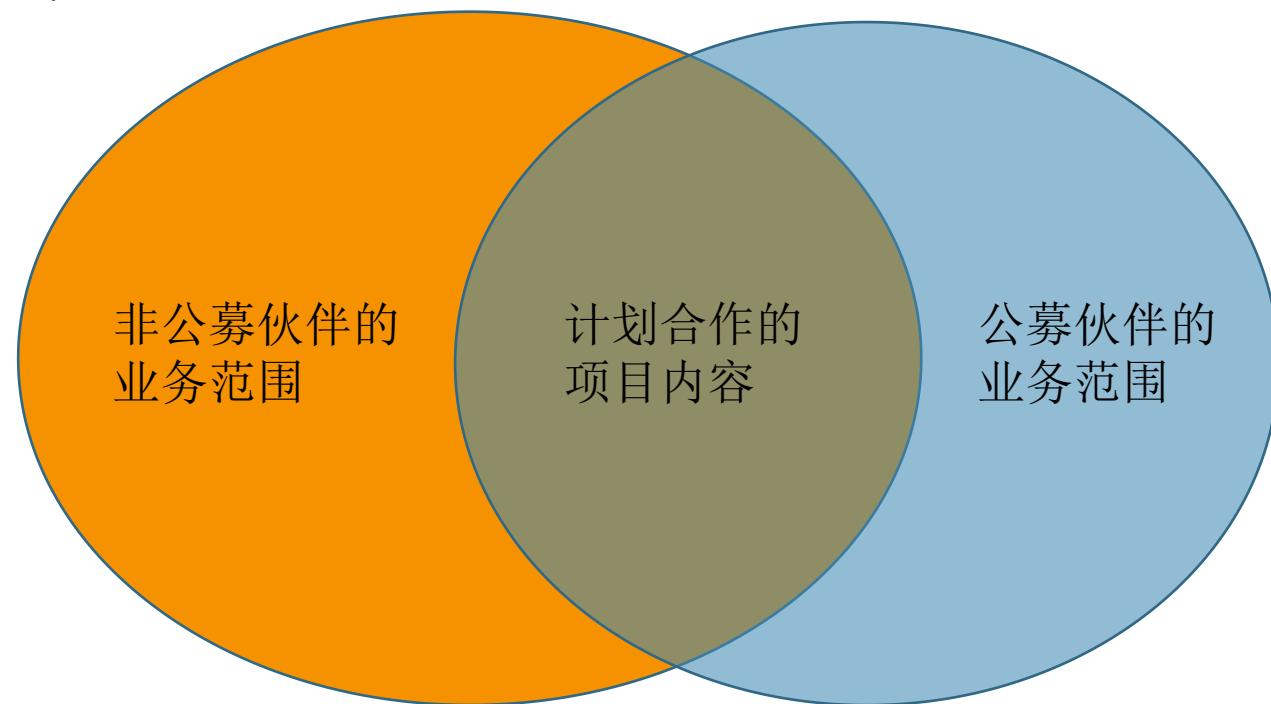 非公募伙伴的
业务范围
计划合作的
项目内容
公募伙伴的
业务范围